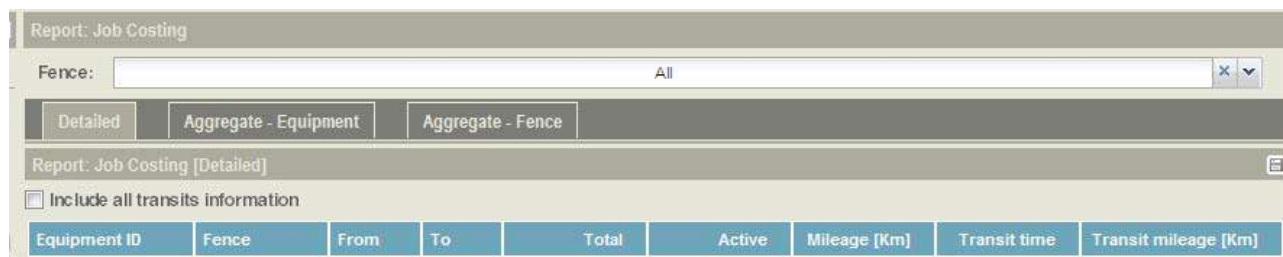 Report: Job Costing
Fence: All
Detailed Aggregate - Equipment Aggregate - Fence
Report: Job Costing [Detailed]
Include all transits information
Equipment ID Fence From To Total Active Mileage [Km] Transit time Transit mileage [Km]